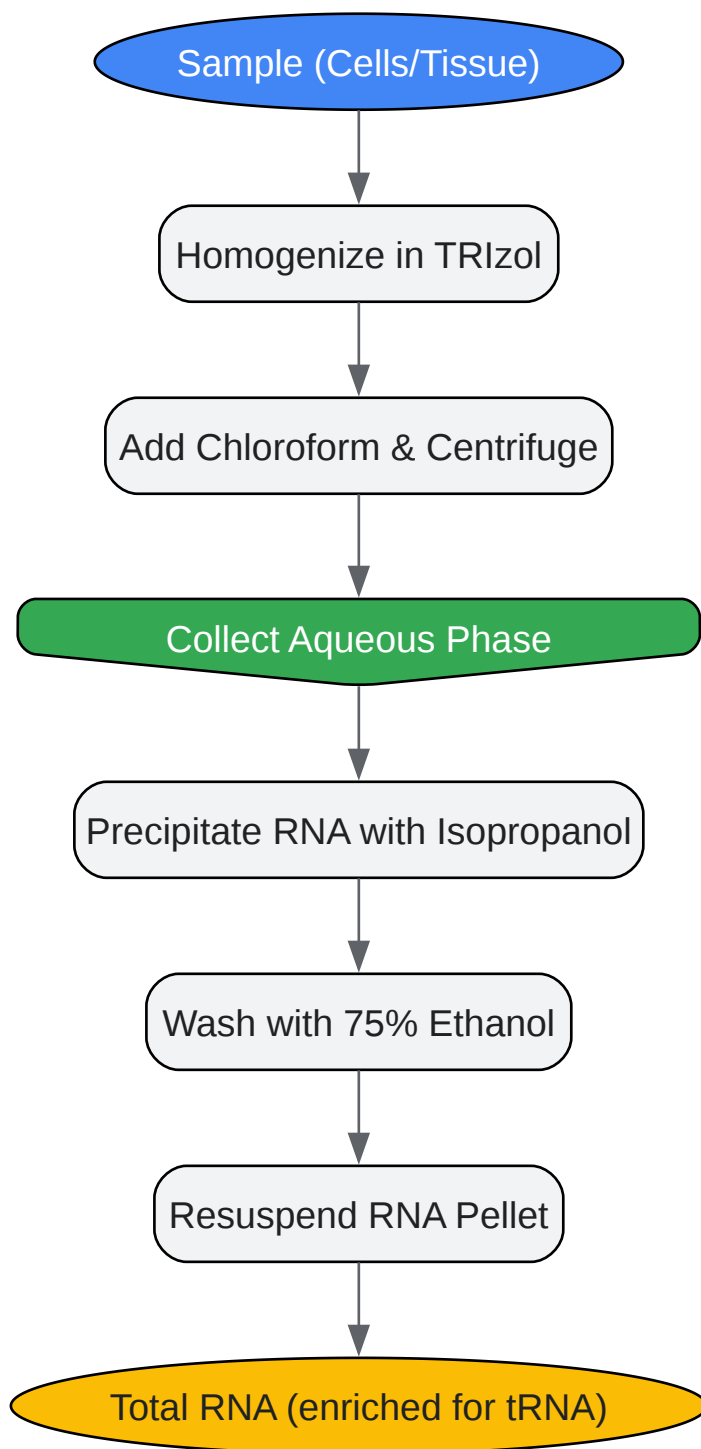 Sample (Cells/Tissue)
Homogenize in TRIzol
Add Chloroform & Centrifuge
Collect Aqueous Phase
Precipitate RNA with Isopropanol
Wash with 75% Ethanol
Resuspend RNA Pellet
Total RNA (enriched for tRNA)